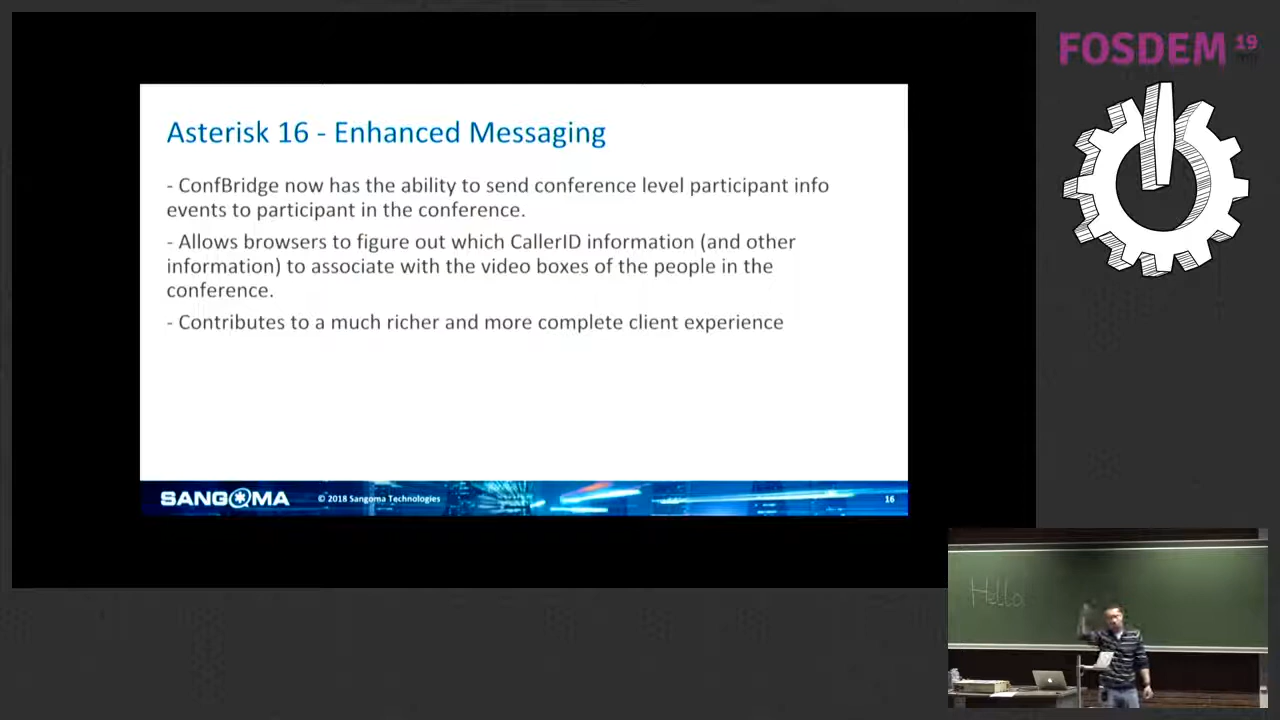 FOSDEM 19
Asterisk 16 - Enhanced Messaging
- ConfBridge now has the ability to send conference level participant info
events to participant in the conference.
- Allows browsers to figure out which CallerID information (and other
information) to associate with the video boxes of the people in the
conference.
- Contributes to a much richer and more complete client experience
SANGOMA
© 2018 Sangoma Technologies
16
Hello